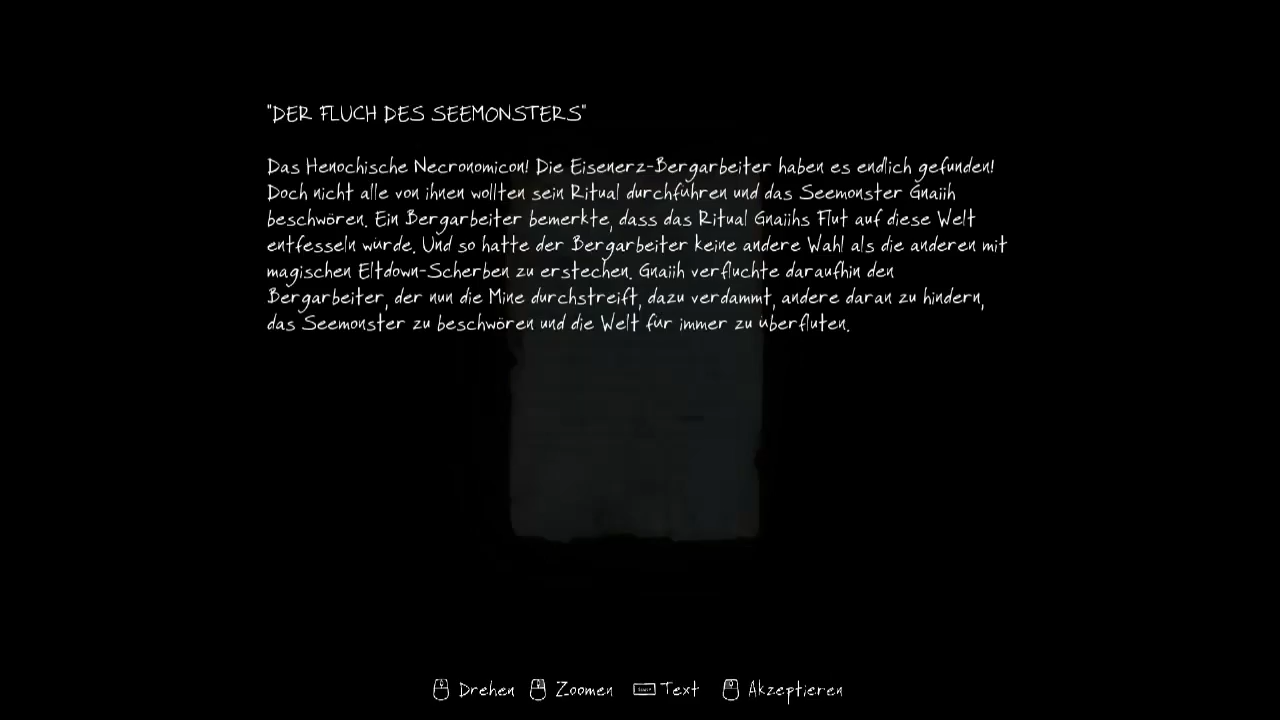 "DER FLUCH DES SEEMONSTERS"
Das Henochische Necronomicon! Die Eisenerz-Bergarbeiter haben es endlich gefunden!
Doch nicht alle von ihnen wollten sein Ritual durchführen und das Seemonster Gnaiih
beschwören. Ein Bergarbeiter bemerkte, dass das Ritual Gnaiihs Flut auf diese Welt
entfesseln würde. Und so hatte der Bergarbeiter keine andere Wahl als die anderen mit
magischen Eltdown-Scherben zu erstechen. Gnaiih verfluchte daraufhin den
Bergarbeiter, der nun die Mine durchstreift, dazu verdammt, andere daran zu hindern,
das Seemonster zu beschwören und die Welt für immer zu überfluten.
Drehen Zoomen Text Akzeptieren